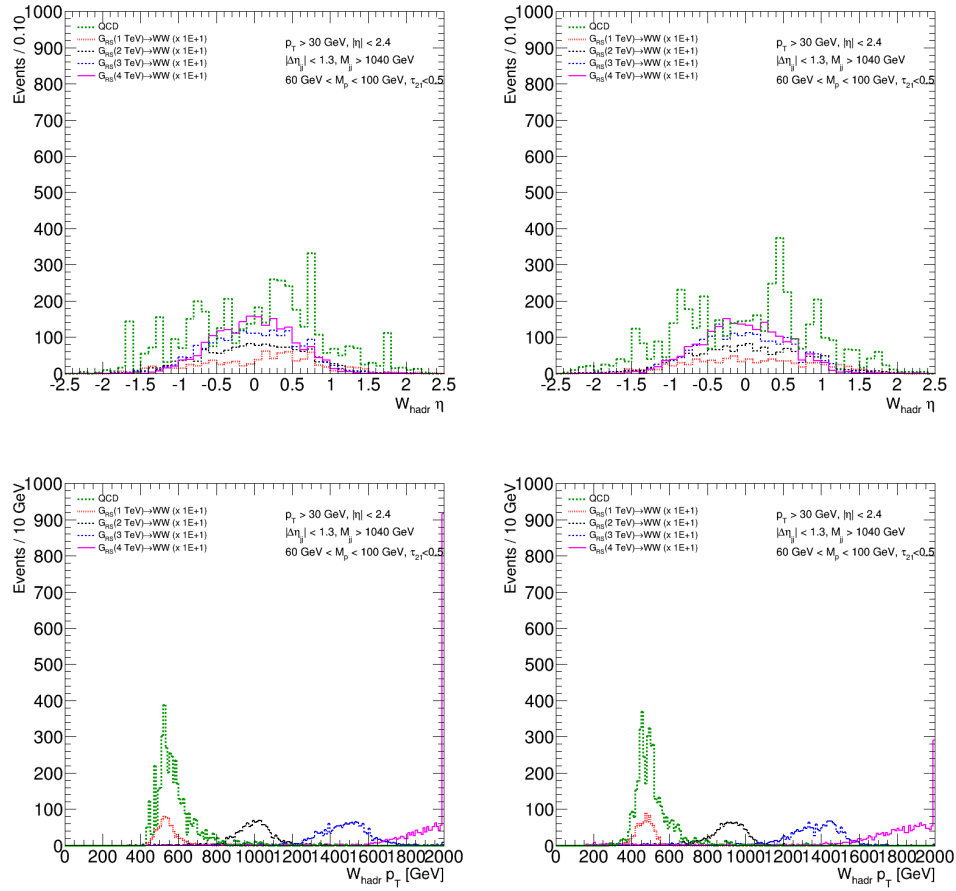 Events / 0.10
1000
900
800
700
600
500
400
300
200
100
0
QCD
G_RS(1 TeV)→WW (x 1E+1)
G_RS(2 TeV)→WW (x 1E+1)
G_RS(3 TeV)→WW (x 1E+1)
G_RS(4 TeV)→WW (x 1E+1)
p_T > 30 GeV, |η| < 2.4
|Δη_jj| < 1.3, M_jj > 1040 GeV
60 GeV < M_p < 100 GeV, τ_21<0.5
-2.5 -2 -1.5 -1 -0.5 0 0.5 1 1.5 2 2.5
W_hadr η
Events / 0.10
1000
900
800
700
600
500
400
300
200
100
0
QCD
G_RS(1 TeV)→WW (x 1E+1)
G_RS(2 TeV)→WW (x 1E+1)
G_RS(3 TeV)→WW (x 1E+1)
G_RS(4 TeV)→WW (x 1E+1)
p_T > 30 GeV, |η| < 2.4
|Δη_jj| < 1.3, M_jj > 1040 GeV
60 GeV < M_p < 100 GeV, τ_21<0.5
-2.5 -2 -1.5 -1 -0.5 0 0.5 1 1.5 2 2.5
W_hadr η
Events / 10 GeV
1000
900
800
700
600
500
400
300
200
100
0
QCD
G_RS(1 TeV)→WW (x 1E+1)
G_RS(2 TeV)→WW (x 1E+1)
G_RS(3 TeV)→WW (x 1E+1)
G_RS(4 TeV)→WW (x 1E+1)
p_T > 30 GeV, |η| < 2.4
|Δη_jj| < 1.3, M_jj > 1040 GeV
60 GeV < M_p < 100 GeV, τ_21<0.5
0 200 400 600 800 1000 1200 1400 1600 1800 2000
W_hadr p_T [GeV]
Events / 10 GeV
1000
900
800
700
600
500
400
300
200
100
0
QCD
G_RS(1 TeV)→WW (x 1E+1)
G_RS(2 TeV)→WW (x 1E+1)
G_RS(3 TeV)→WW (x 1E+1)
G_RS(4 TeV)→WW (x 1E+1)
p_T > 30 GeV, |η| < 2.4
|Δη_jj| < 1.3, M_jj > 1040 GeV
60 GeV < M_p < 100 GeV, τ_21<0.5
0 200 400 600 800 1000 1200 1400 1600 1800 2000
W_hadr p_T [GeV]